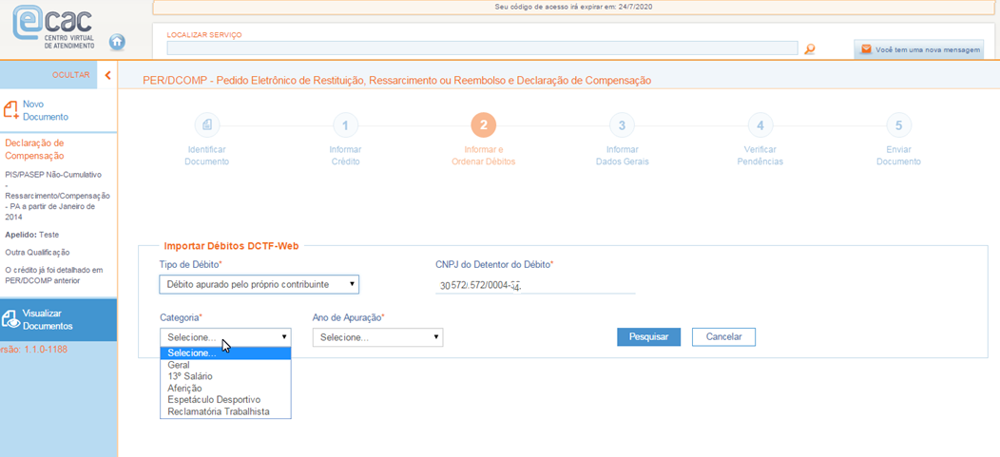 Seu código de acesso irá expirar em: 24/7/2020
ecac
CENTRO VIRTUAL
DE ATENDIMENTO
LOCALIZAR SERVIÇO
Você tem uma nova mensagem
OCULTAR
PER/DCOMP - Pedido Eletrônico de Restituição, Ressarcimento ou Reembolso e Declaração de Compensação
Novo
Documento
Declaração de
Compensação
PIS/PASEP Não-Cumulativo
-
Ressarcimento/Compensação
- PA a partir de Janeiro de
2014
Apelido: Teste
Outra Qualificação
O crédito já foi detalhado em
PER/DCOMP anterior
Visualizar
Documentos
rsão: 1.1.0-1188
Identificar
Documento
1
Informar
Crédito
2
Informar e
Ordenar Débitos
3
Informar
Dados Gerais
4
Verificar
Pendências
5
Enviar
Documento
Importar Débitos DCTF-Web
Tipo de Débito*
Débito apurado pelo próprio contribuinte
CNPJ do Detentor do Débito*
Categoria*
Selecione...
Ano de Apuração*
Selecione...
Pesquisar
Cancelar
Selecione...
Geral
13º Salário
Aferição
Espetáculo Desportivo
Reclamatória Trabalhista